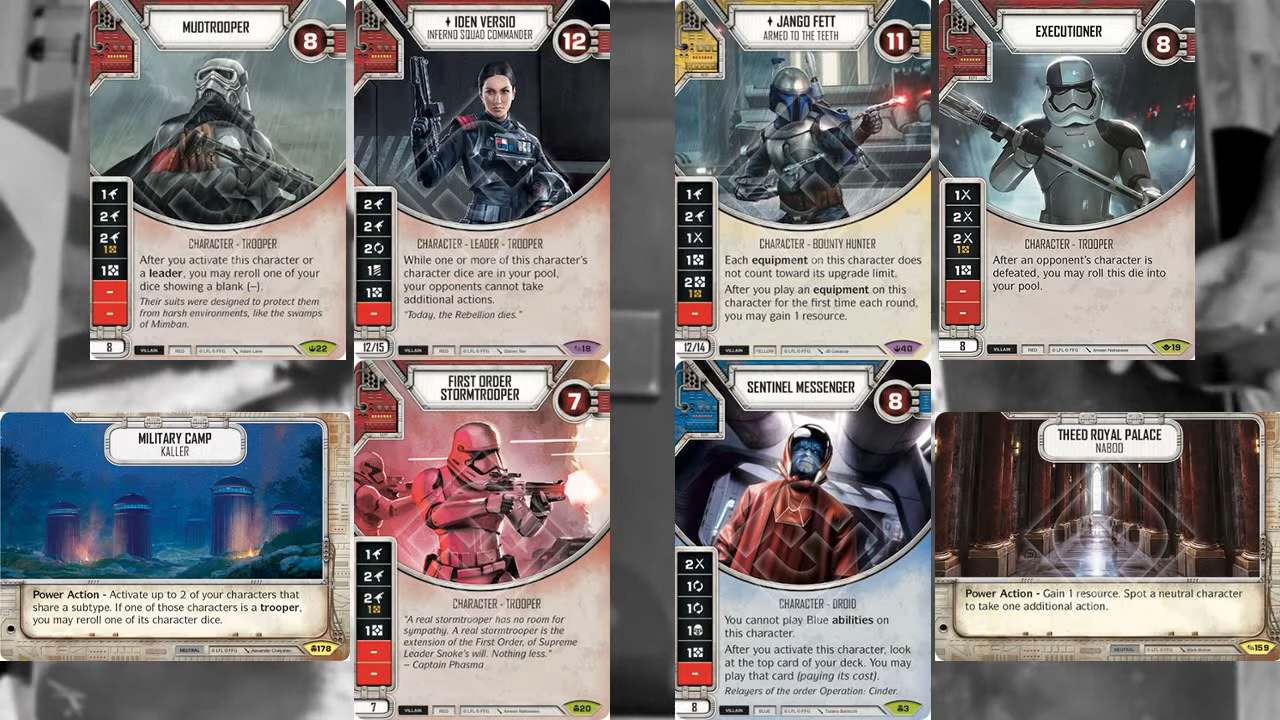 MUDTROOPER
8
1
2
2
1
1
-
-
CHARACTER - TROOPER
After you activate this character or
a leader, you may reroll one of your
dice showing a blank (–).
Their suits were designed to protect them
from harsh environments, like the swamps
of Mimban.
8
VILLAIN
RED
22
IDEN VERSIO
INFERNO SQUAD COMMANDER
12
2
2
2
1
1
-
CHARACTER - LEADER - TROOPER
While one or more of this character's
character dice are in your pool,
your opponents cannot take
additional actions.
"Today, the Rebellion dies."
12/15
VILLAIN
RED
18
JANGO FETT
ARMED TO THE TEETH
11
1
2
1X
1
2
1
-
CHARACTER - BOUNTY HUNTER
Each equipment on this character does
not count toward its upgrade limit.
After you play an equipment on this
character for the first time each round,
you may gain 1 resource.
12/14
VILLAIN
YELLOW
40
EXECUTIONER
8
1X
2X
2X
1
1
-
-
CHARACTER - TROOPER
After an opponent's character is
defeated, you may roll this die into
your pool.
8
VILLAIN
RED
19
MILITARY CAMP
KALLER
Power Action - Activate up to 2 of your characters that
share a subtype. If one of those characters is a trooper,
you may reroll one of its character dice.
NEUTRAL
178
FIRST ORDER
STORMTROOPER
7
1
2
2
1
1
-
-
CHARACTER - TROOPER
"A real stormtrooper has no room for
sympathy. A real stormtrooper is the
extension of the First Order, of Supreme
Leader Snoke's will. Nothing less."
– Captain Phasma
7
VILLAIN
RED
20
SENTINEL MESSENGER
8
2X
1
1
1
1
-
CHARACTER - DROID
You cannot play Blue abilities on
this character.
After you activate this character, look
at the top card of your deck. You may
play that card (paying its cost).
Relayers of the order Operation: Cinder.
8
VILLAIN
BLUE
3
THEED ROYAL PALACE
NABOO
Power Action - Gain 1 resource. Spot a neutral character
to take one additional action.
NEUTRAL
159